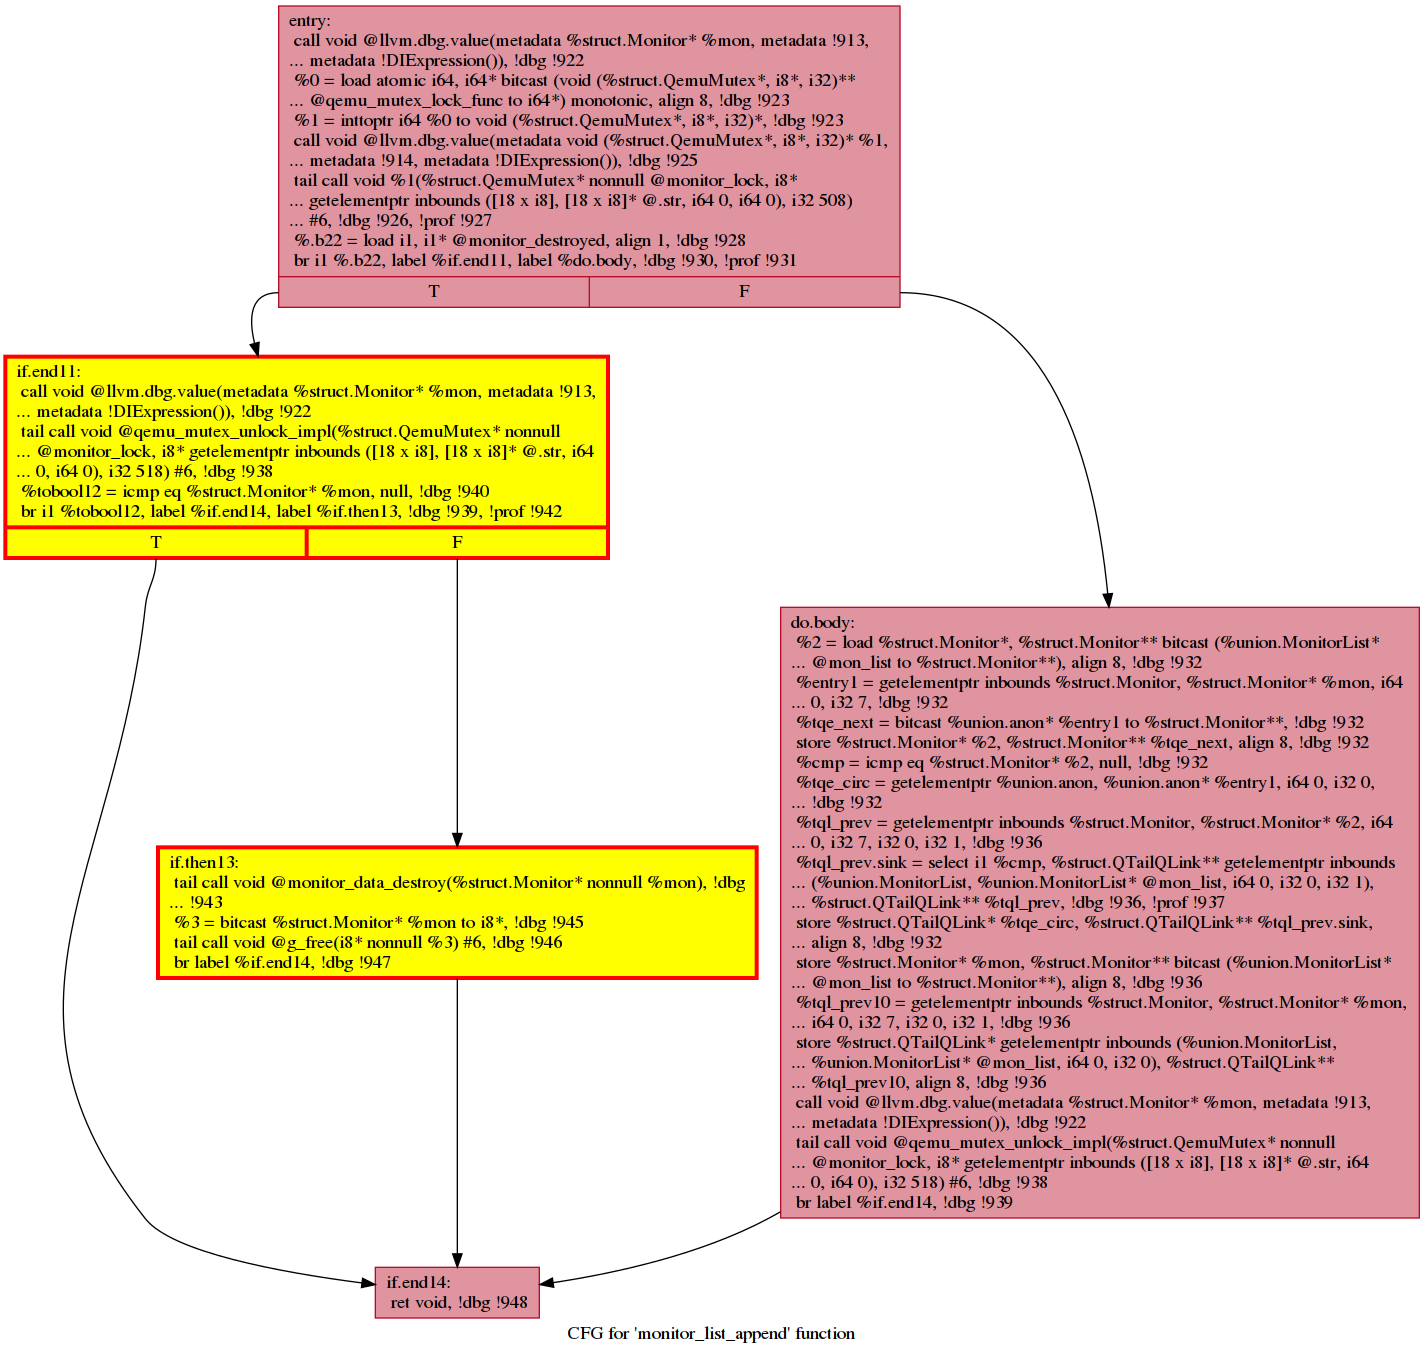 entry:
call void @llvm.dbg.value(metadata %struct.Monitor* %mon, metadata !913,
... metadata !DIExpression()), !dbg !922
%0 = load atomic i64, i64* bitcast (void (%struct.QemuMutex*, i8*, i32)**
... @qemu_mutex_lock_func to i64*) monotonic, align 8, !dbg !923
%1 = inttoptr i64 %0 to void (%struct.QemuMutex*, i8*, i32)*, !dbg !923
call void @llvm.dbg.value(metadata void (%struct.QemuMutex*, i8*, i32)* %1,
... metadata !914, metadata !DIExpression()), !dbg !925
tail call void %1(%struct.QemuMutex* nonnull @monitor_lock, i8*
... getelementptr inbounds ([18 x i8], [18 x i8]* @.str, i64 0, i64 0), i32 508)
... #6, !dbg !926, !prof !927
%.b22 = load i1, i1* @monitor_destroyed, align 1, !dbg !928
br i1 %.b22, label %if.end11, label %do.body, !dbg !930, !prof !931
T
F
if.end11:
call void @llvm.dbg.value(metadata %struct.Monitor* %mon, metadata !913,
... metadata !DIExpression()), !dbg !922
tail call void @qemu_mutex_unlock_impl(%struct.QemuMutex* nonnull
... @monitor_lock, i8* getelementptr inbounds ([18 x i8], [18 x i8]* @.str, i64
... 0, i64 0), i32 518) #6, !dbg !938
%tobool12 = icmp eq %struct.Monitor* %mon, null, !dbg !940
br i1 %tobool12, label %if.end14, label %if.then13, !dbg !939, !prof !942
T
F
do.body:
%2 = load %struct.Monitor*, %struct.Monitor** bitcast (%union.MonitorList*
... @mon_list to %struct.Monitor**), align 8, !dbg !932
%entry1 = getelementptr inbounds %struct.Monitor, %struct.Monitor* %mon, i64
... 0, i32 7, !dbg !932
%tqe_next = bitcast %union.anon* %entry1 to %struct.Monitor**, !dbg !932
store %struct.Monitor* %2, %struct.Monitor** %tqe_next, align 8, !dbg !932
%cmp = icmp eq %struct.Monitor* %2, null, !dbg !932
%tqe_circ = getelementptr %union.anon, %union.anon* %entry1, i64 0, i32 0,
... !dbg !932
%tql_prev = getelementptr inbounds %struct.Monitor, %struct.Monitor* %2, i64
... 0, i32 7, i32 0, i32 1, !dbg !936
%tql_prev.sink = select i1 %cmp, %struct.QTailQLink** getelementptr inbounds
... (%union.MonitorList, %union.MonitorList* @mon_list, i64 0, i32 0, i32 1),
... %struct.QTailQLink** %tql_prev, !dbg !936, !prof !937
store %struct.QTailQLink* %tqe_circ, %struct.QTailQLink** %tql_prev.sink,
... align 8, !dbg !932
store %struct.Monitor* %mon, %struct.Monitor** bitcast (%union.MonitorList*
... @mon_list to %struct.Monitor**), align 8, !dbg !936
%tql_prev10 = getelementptr inbounds %struct.Monitor, %struct.Monitor* %mon,
... i64 0, i32 7, i32 0, i32 1, !dbg !936
store %struct.QTailQLink* getelementptr inbounds (%union.MonitorList,
... %union.MonitorList* @mon_list, i64 0, i32 0), %struct.QTailQLink**
... %tql_prev10, align 8, !dbg !936
call void @llvm.dbg.value(metadata %struct.Monitor* %mon, metadata !913,
... metadata !DIExpression()), !dbg !922
tail call void @qemu_mutex_unlock_impl(%struct.QemuMutex* nonnull
... @monitor_lock, i8* getelementptr inbounds ([18 x i8], [18 x i8]* @.str, i64
... 0, i64 0), i32 518) #6, !dbg !938
br label %if.end14, !dbg !939
if.then13:
tail call void @monitor_data_destroy(%struct.Monitor* nonnull %mon), !dbg
... !943
%3 = bitcast %struct.Monitor* %mon to i8*, !dbg !945
tail call void @g_free(i8* nonnull %3) #6, !dbg !946
br label %if.end14, !dbg !947
if.end14:
ret void, !dbg !948
CFG for 'monitor_list_append' function